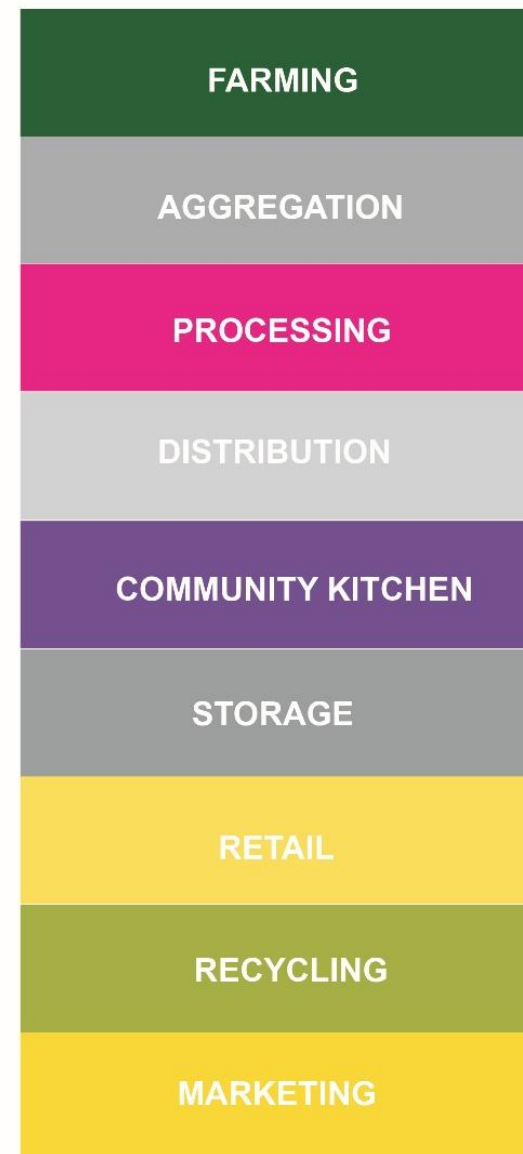 FARMING
AGGREGATION
PROCESSING
DISTRIBUTION
COMMUNITY KITCHEN
STORAGE
RETAIL
RECYCLING
MARKETING